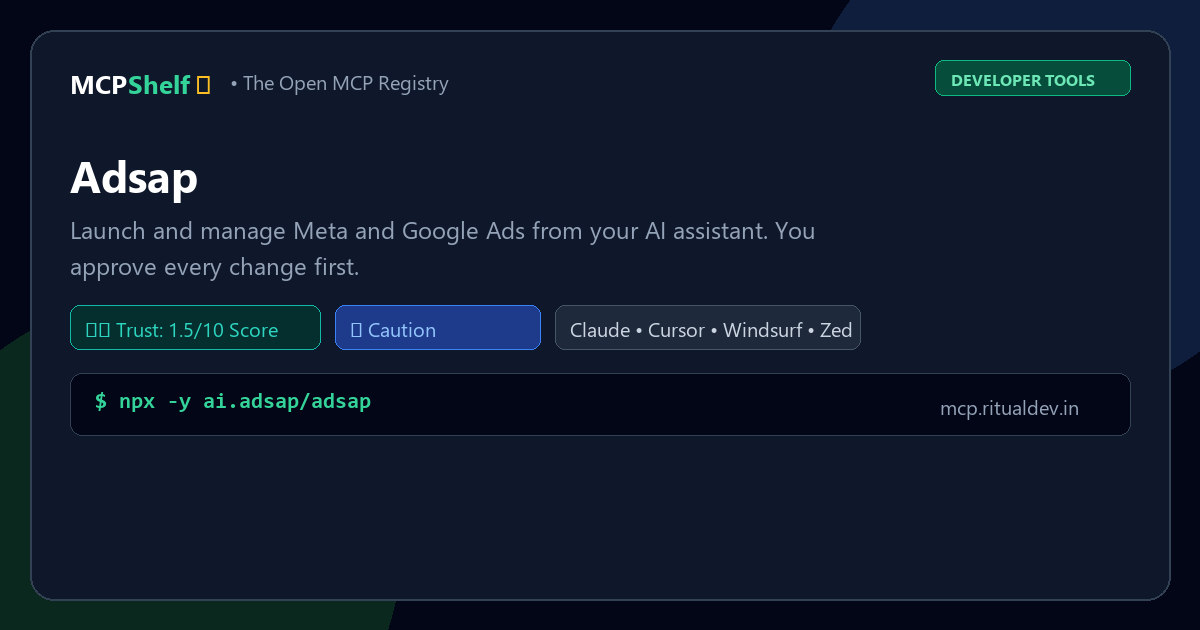 MCPShelf • The Open MCP Registry
DEVELOPER TOOLS
Adsap
Launch and manage Meta and Google Ads from your AI assistant. You
approve every change first.
Trust: 1.5/10 Score
Caution
Claude • Cursor • Windsurf • Zed
$ npx -y ai.adsap/adsap
mcp.ritualdev.in